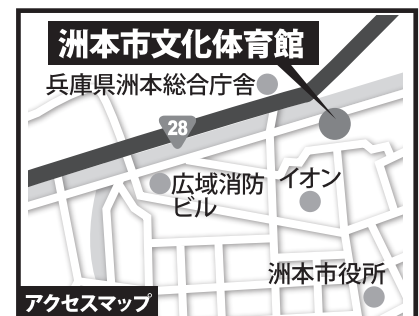 洲本市文化体育館
兵庫県洲本総合庁舎
28
広域消防
ビル
イオン
洲本市役所
アクセスマップ